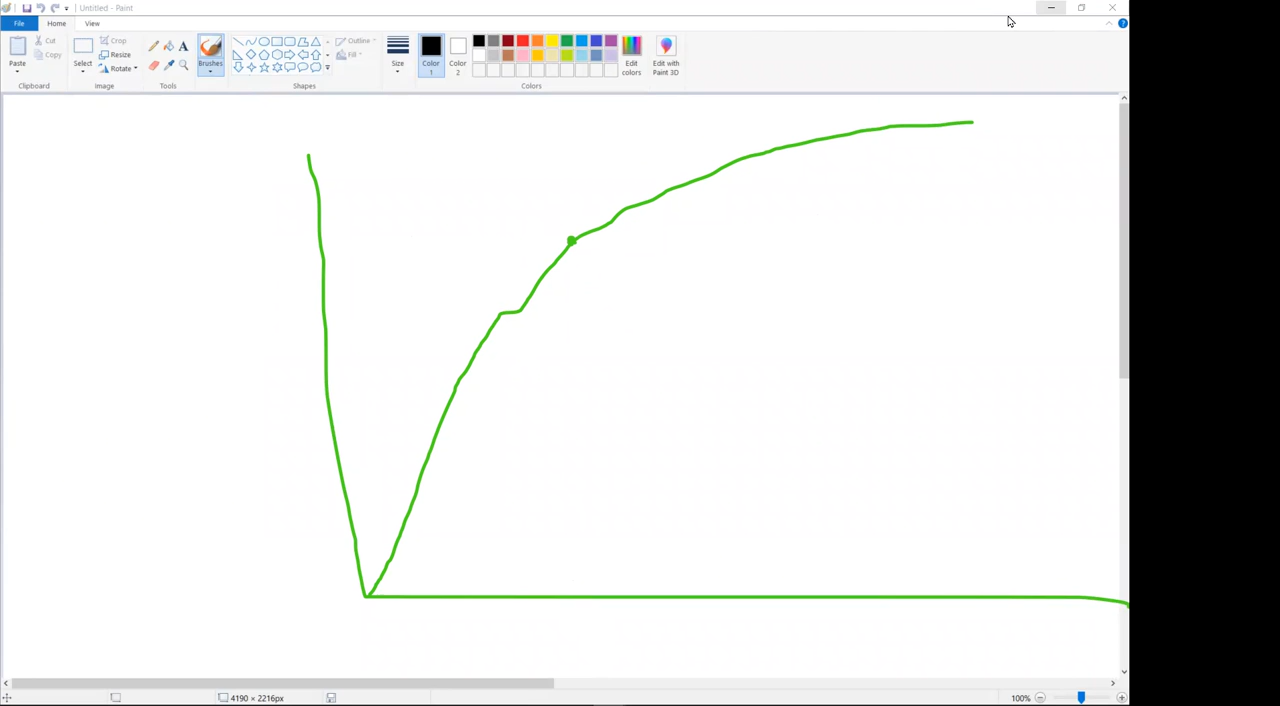 Untitled - Paint
File Home View
Paste
Cut
Copy
Clipboard
Select
Crop
Resize
Rotate
Image
A
Tools
Brushes
Outline
Fill
Shapes
Size
Color 1
Color 2
Edit colors
Edit with Paint 3D
Colors
4190 × 2216px
100%